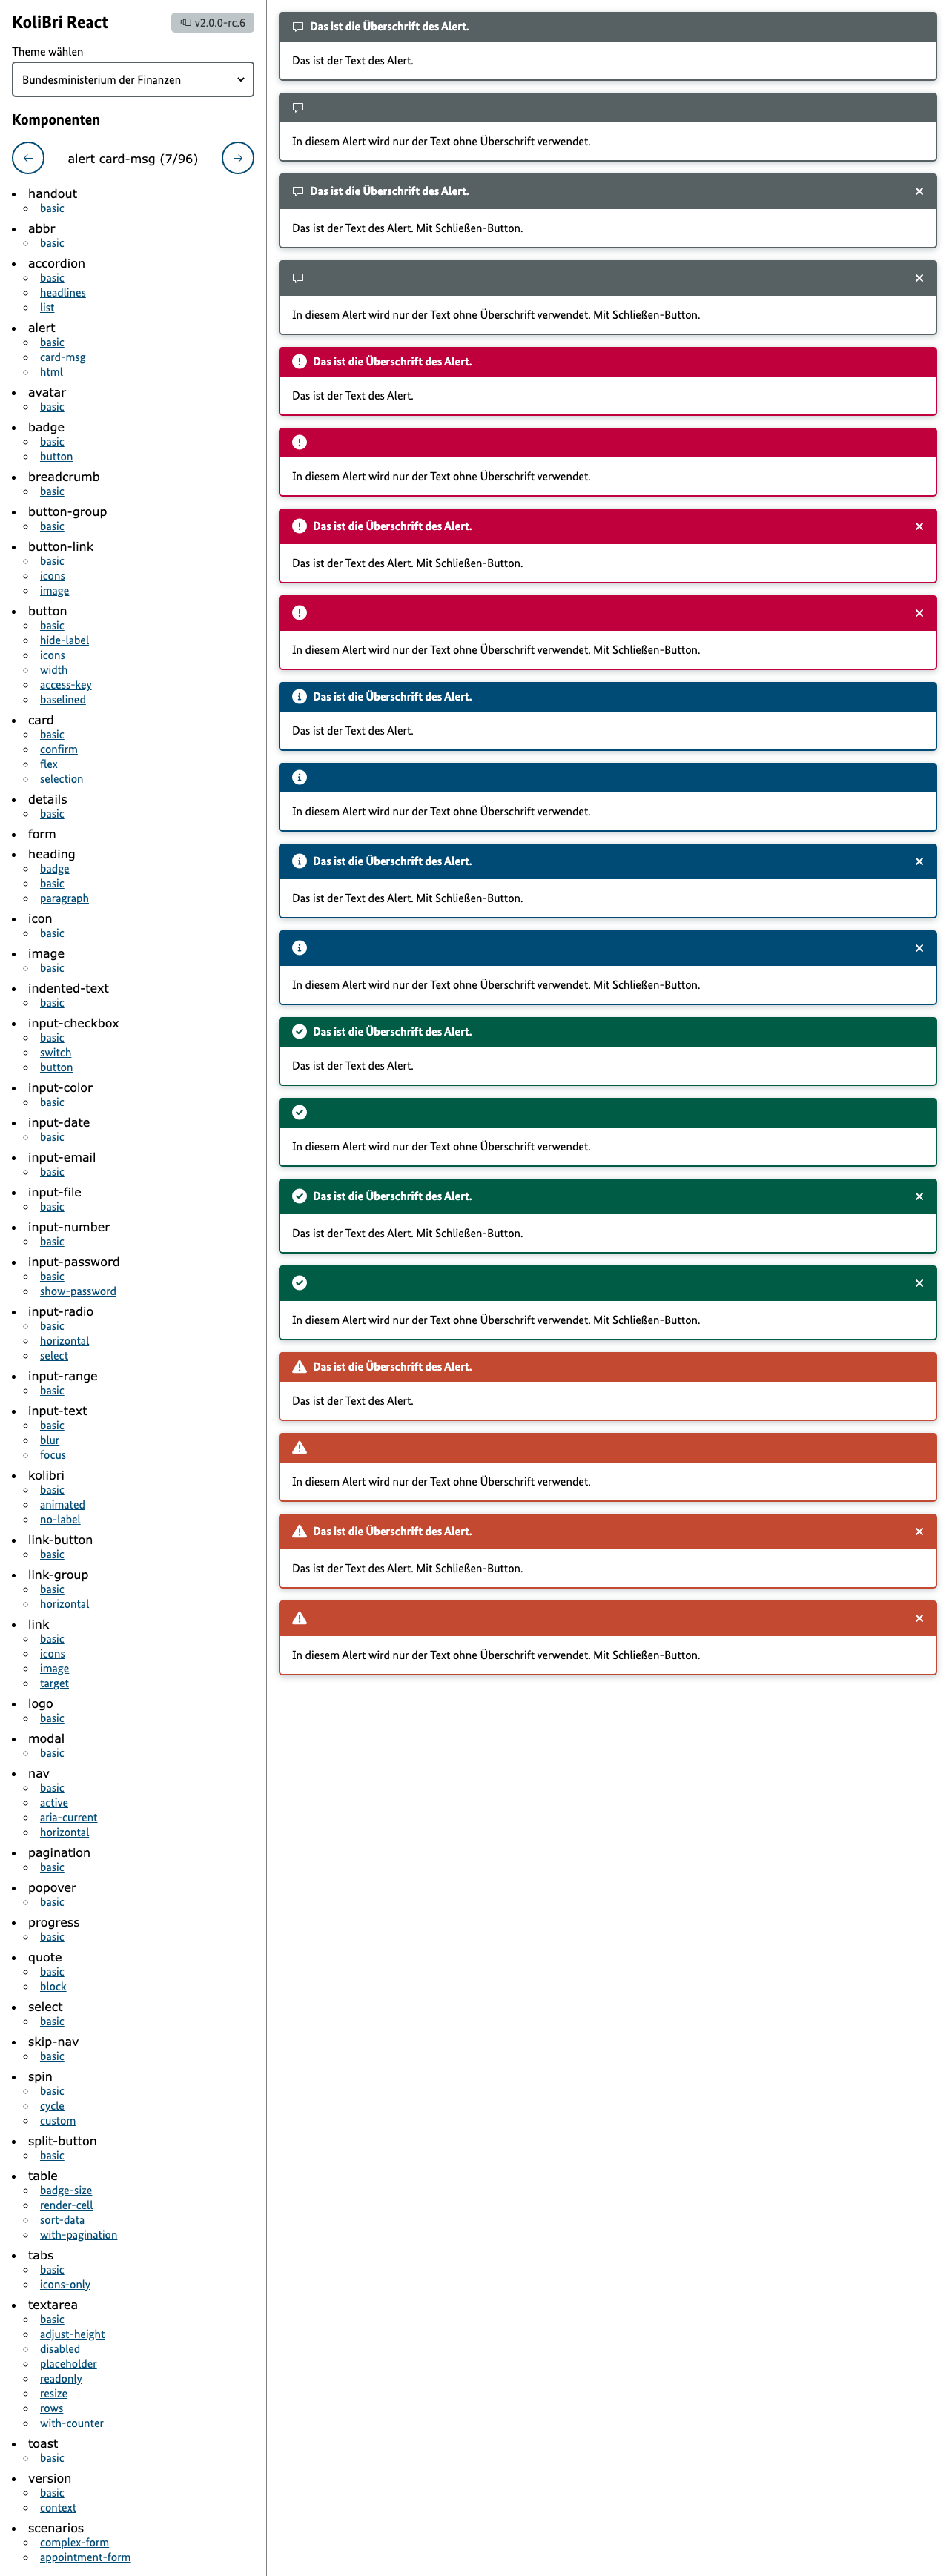 KoliBri React
v2.0.0-rc.6
Theme wählen
Bundesministerium der Finanzen
Komponenten
alert card-msg (7/96)
handout
basic
abbr
basic
accordion
basic
headlines
list
alert
basic
card-msg
html
avatar
basic
badge
basic
button
breadcrumb
basic
button-group
basic
button-link
basic
icons
image
button
basic
hide-label
icons
width
access-key
baselined
card
basic
confirm
flex
selection
details
basic
form
heading
badge
basic
paragraph
icon
basic
image
basic
indented-text
basic
input-checkbox
basic
switch
button
input-color
basic
input-date
basic
input-email
basic
input-file
basic
input-number
basic
input-password
basic
show-password
input-radio
basic
horizontal
select
input-range
basic
input-text
basic
blur
focus
kolibri
basic
animated
no-label
link-button
basic
link-group
basic
horizontal
link
basic
icons
image
target
logo
basic
modal
basic
nav
basic
active
aria-current
horizontal
pagination
basic
popover
basic
progress
basic
quote
basic
block
select
basic
skip-nav
basic
spin
basic
cycle
custom
split-button
basic
table
badge-size
render-cell
sort-data
with-pagination
tabs
basic
icons-only
textarea
basic
adjust-height
disabled
placeholder
readonly
resize
rows
with-counter
toast
basic
version
basic
context
scenarios
complex-form
appointment-form
Das ist die Überschrift des Alert.
Das ist der Text des Alert.
In diesem Alert wird nur der Text ohne Überschrift verwendet.
Das ist die Überschrift des Alert.
Das ist der Text des Alert. Mit Schließen-Button.
In diesem Alert wird nur der Text ohne Überschrift verwendet. Mit Schließen-Button.
Das ist die Überschrift des Alert.
Das ist der Text des Alert.
In diesem Alert wird nur der Text ohne Überschrift verwendet.
Das ist die Überschrift des Alert.
Das ist der Text des Alert. Mit Schließen-Button.
In diesem Alert wird nur der Text ohne Überschrift verwendet. Mit Schließen-Button.
Das ist die Überschrift des Alert.
Das ist der Text des Alert.
In diesem Alert wird nur der Text ohne Überschrift verwendet.
Das ist die Überschrift des Alert.
Das ist der Text des Alert. Mit Schließen-Button.
In diesem Alert wird nur der Text ohne Überschrift verwendet. Mit Schließen-Button.
Das ist die Überschrift des Alert.
Das ist der Text des Alert.
In diesem Alert wird nur der Text ohne Überschrift verwendet.
Das ist die Überschrift des Alert.
Das ist der Text des Alert. Mit Schließen-Button.
In diesem Alert wird nur der Text ohne Überschrift verwendet. Mit Schließen-Button.
Das ist die Überschrift des Alert.
Das ist der Text des Alert.
In diesem Alert wird nur der Text ohne Überschrift verwendet.
Das ist die Überschrift des Alert.
Das ist der Text des Alert. Mit Schließen-Button.
In diesem Alert wird nur der Text ohne Überschrift verwendet. Mit Schließen-Button.